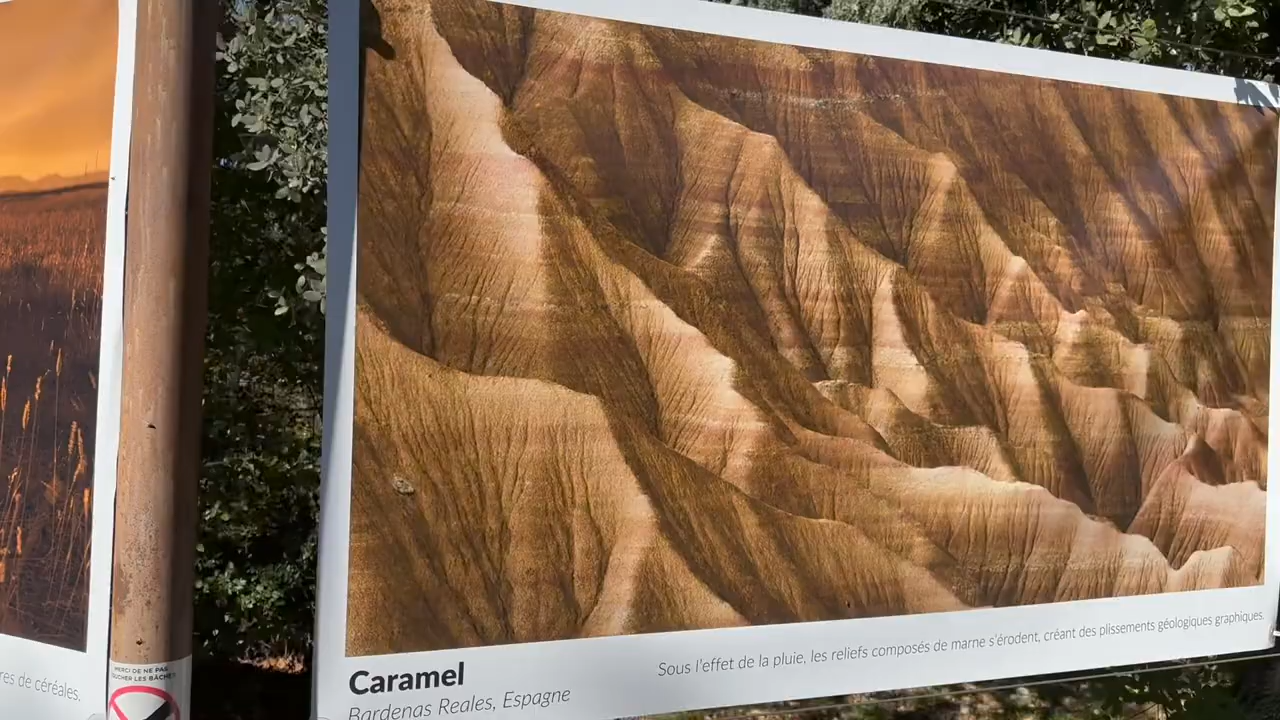 res de céréales.
MERCI DE NE PAS
TOUCHER LES BÂCHES
Caramel
Bardenas Reales, Espagne
Sous l'effet de la pluie, les reliefs composés de marne s'érodent, créant des plissements géologiques graphiques.